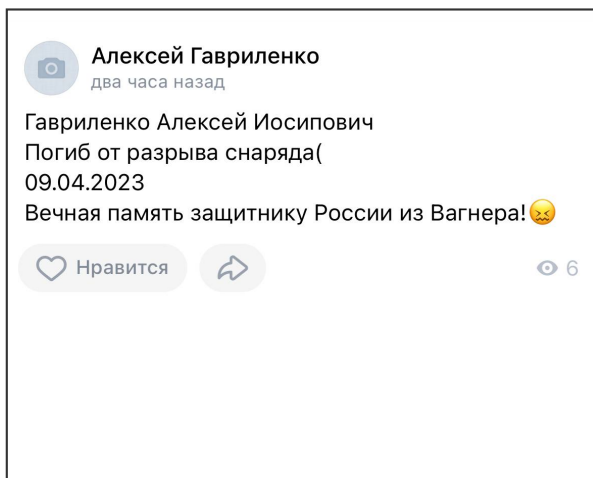 Алексей Гавриленко
два часа назад
Гавриленко Алексей Иосипович
Погиб от разрыва снаряда(
09.04.2023
Вечная память защитнику России из Вагнера!😖
Нравится
6